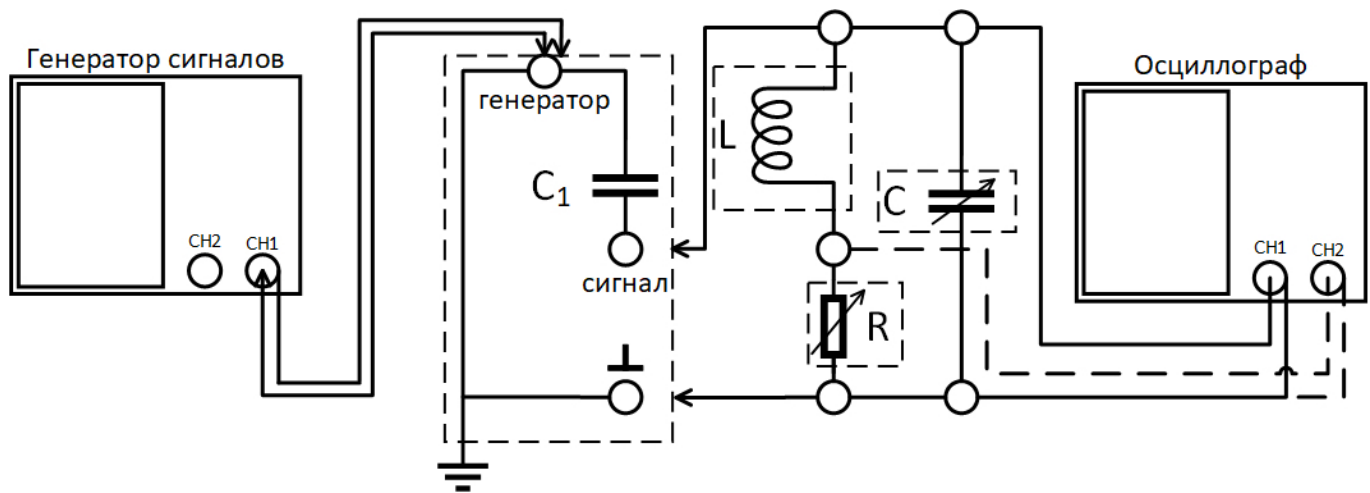 Генератор сигналов
CH2
CH1
генератор
C1
сигнал
L
R
C
Осциллограф
CH1
CH2